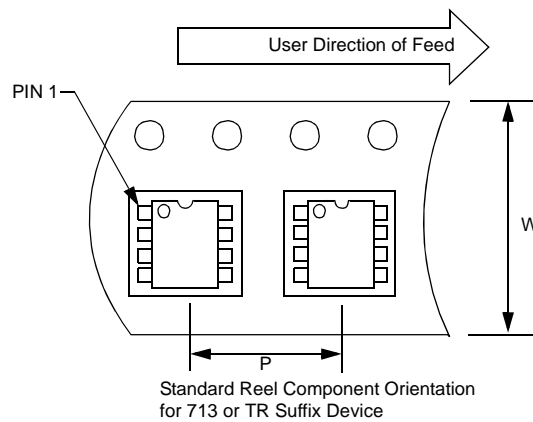 User Direction of Feed
PIN 1
W
P
Standard Reel Component Orientation
for 713 or TR Suffix Device